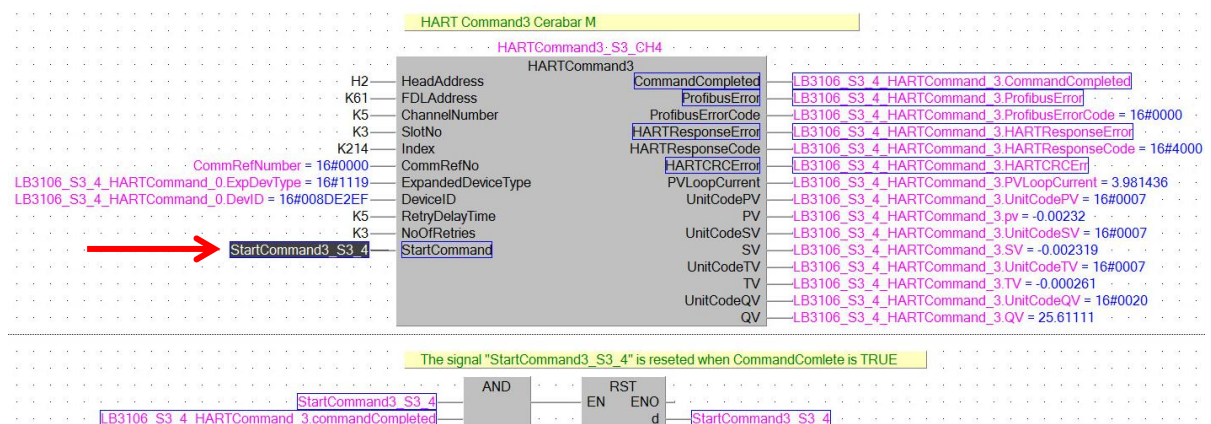 HART Command3 Cerabar M
HARTCommand3_S3_CH4
HARTCommand3
H2 HeadAddress CommandCompleted LB3106_S3_4_HARTCommand_3.CommandCompleted
K61 FDLAddress ProfibusError LB3106_S3_4_HARTCommand_3.ProfibusError
K5 ChannelNumber ProfibusErrorCode LB3106_S3_4_HARTCommand_3.ProfibusErrorCode = 16#0000
K3 SlotNo HARTResponseError LB3106_S3_4_HARTCommand_3.HARTResponseError
K214 Index HARTResponseCode LB3106_S3_4_HARTCommand_3.HARTResponseCode = 16#4000
CommRefNumber = 16#0000 CommRefNo HARTCRCError LB3106_S3_4_HARTCommand_3.HARTCRCErr
LB3106_S3_4_HARTCommand_0.ExpDevType = 16#1119 ExpandedDeviceType PVLoopCurrent LB3106_S3_4_HARTCommand_3.PVLoopCurrent = 3.981436
LB3106_S3_4_HARTCommand_0.DevID = 16#008DE2EF DeviceID UnitCodePV LB3106_S3_4_HARTCommand_3.UnitCodePV = 16#0007
K5 RetryDelayTime PV LB3106_S3_4_HARTCommand_3.pv = -0.00232
K3 NoOfRetries UnitCodeSV LB3106_S3_4_HARTCommand_3.UnitCodeSV = 16#0007
StartCommand3_S3_4 StartCommand SV LB3106_S3_4_HARTCommand_3.SV = -0.002319
UnitCodeTV LB3106_S3_4_HARTCommand_3.UnitCodeTV = 16#0007
TV LB3106_S3_4_HARTCommand_3.TV = -0.000261
UnitCodeQV LB3106_S3_4_HARTCommand_3.UnitCodeQV = 16#0020
QV LB3106_S3_4_HARTCommand_3.QV = 25.61111
The signal "StartCommand3_S3_4" is reseted when CommandComlete is TRUE
AND RST
StartCommand3_S3_4 EN ENO
LB3106_S3_4_HARTCommand_3.commandCompleted d StartCommand3_S3_4